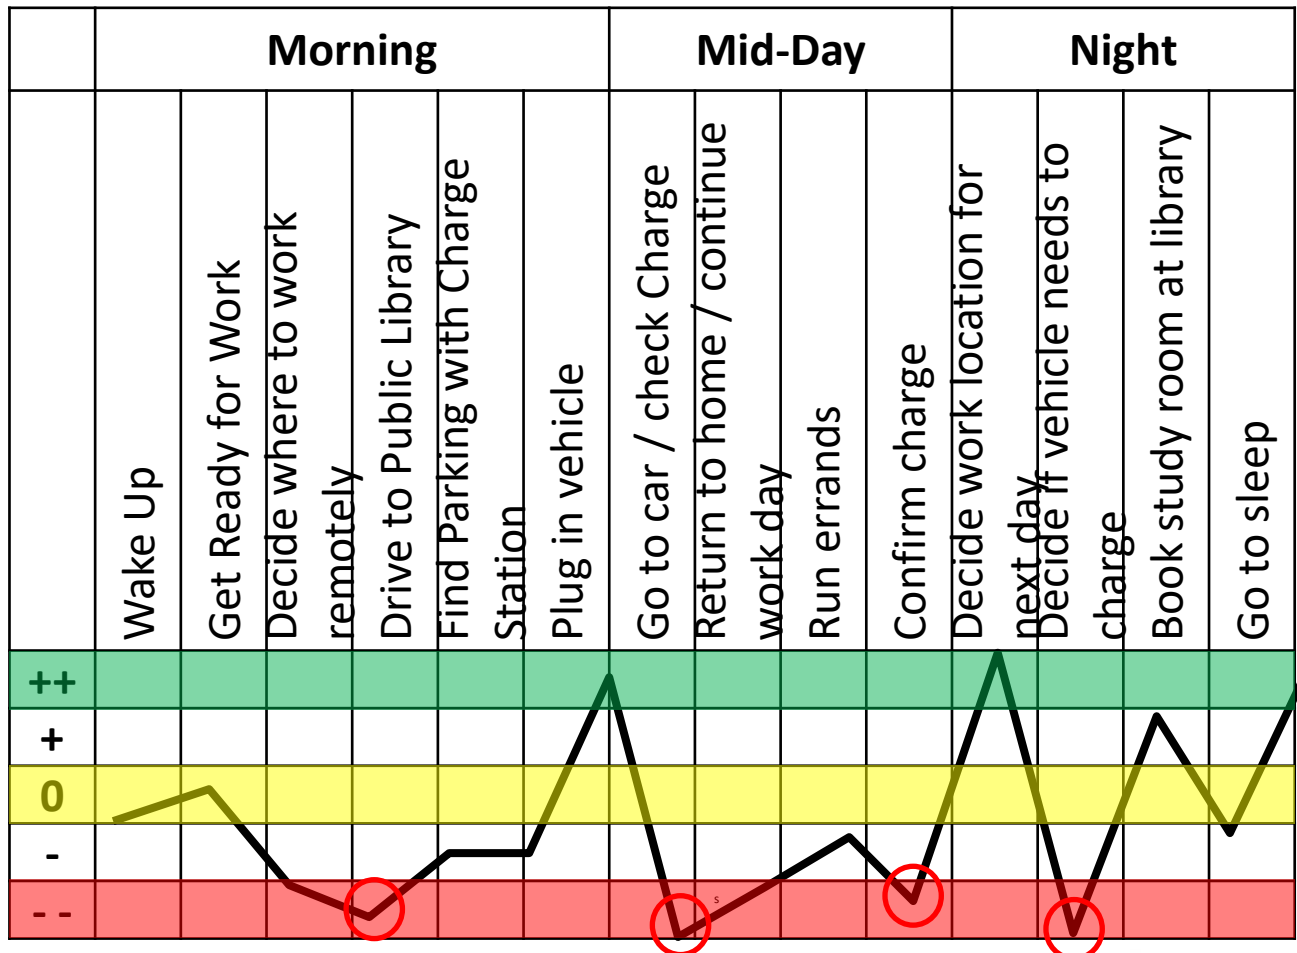 Morning
Mid-Day
Night
Wake Up
Get Ready for Work
Decide where to work
remotely
Drive to Public Library
Find Parking with Charge
Station
Plug in vehicle
Go to car / check Charge
Return to home / continue
work day
Run errands
Confirm charge
Decide work location for
next day
Decide if vehicle needs to
charge
Book study room at library
Go to sleep
++
+
0
-
- -
s